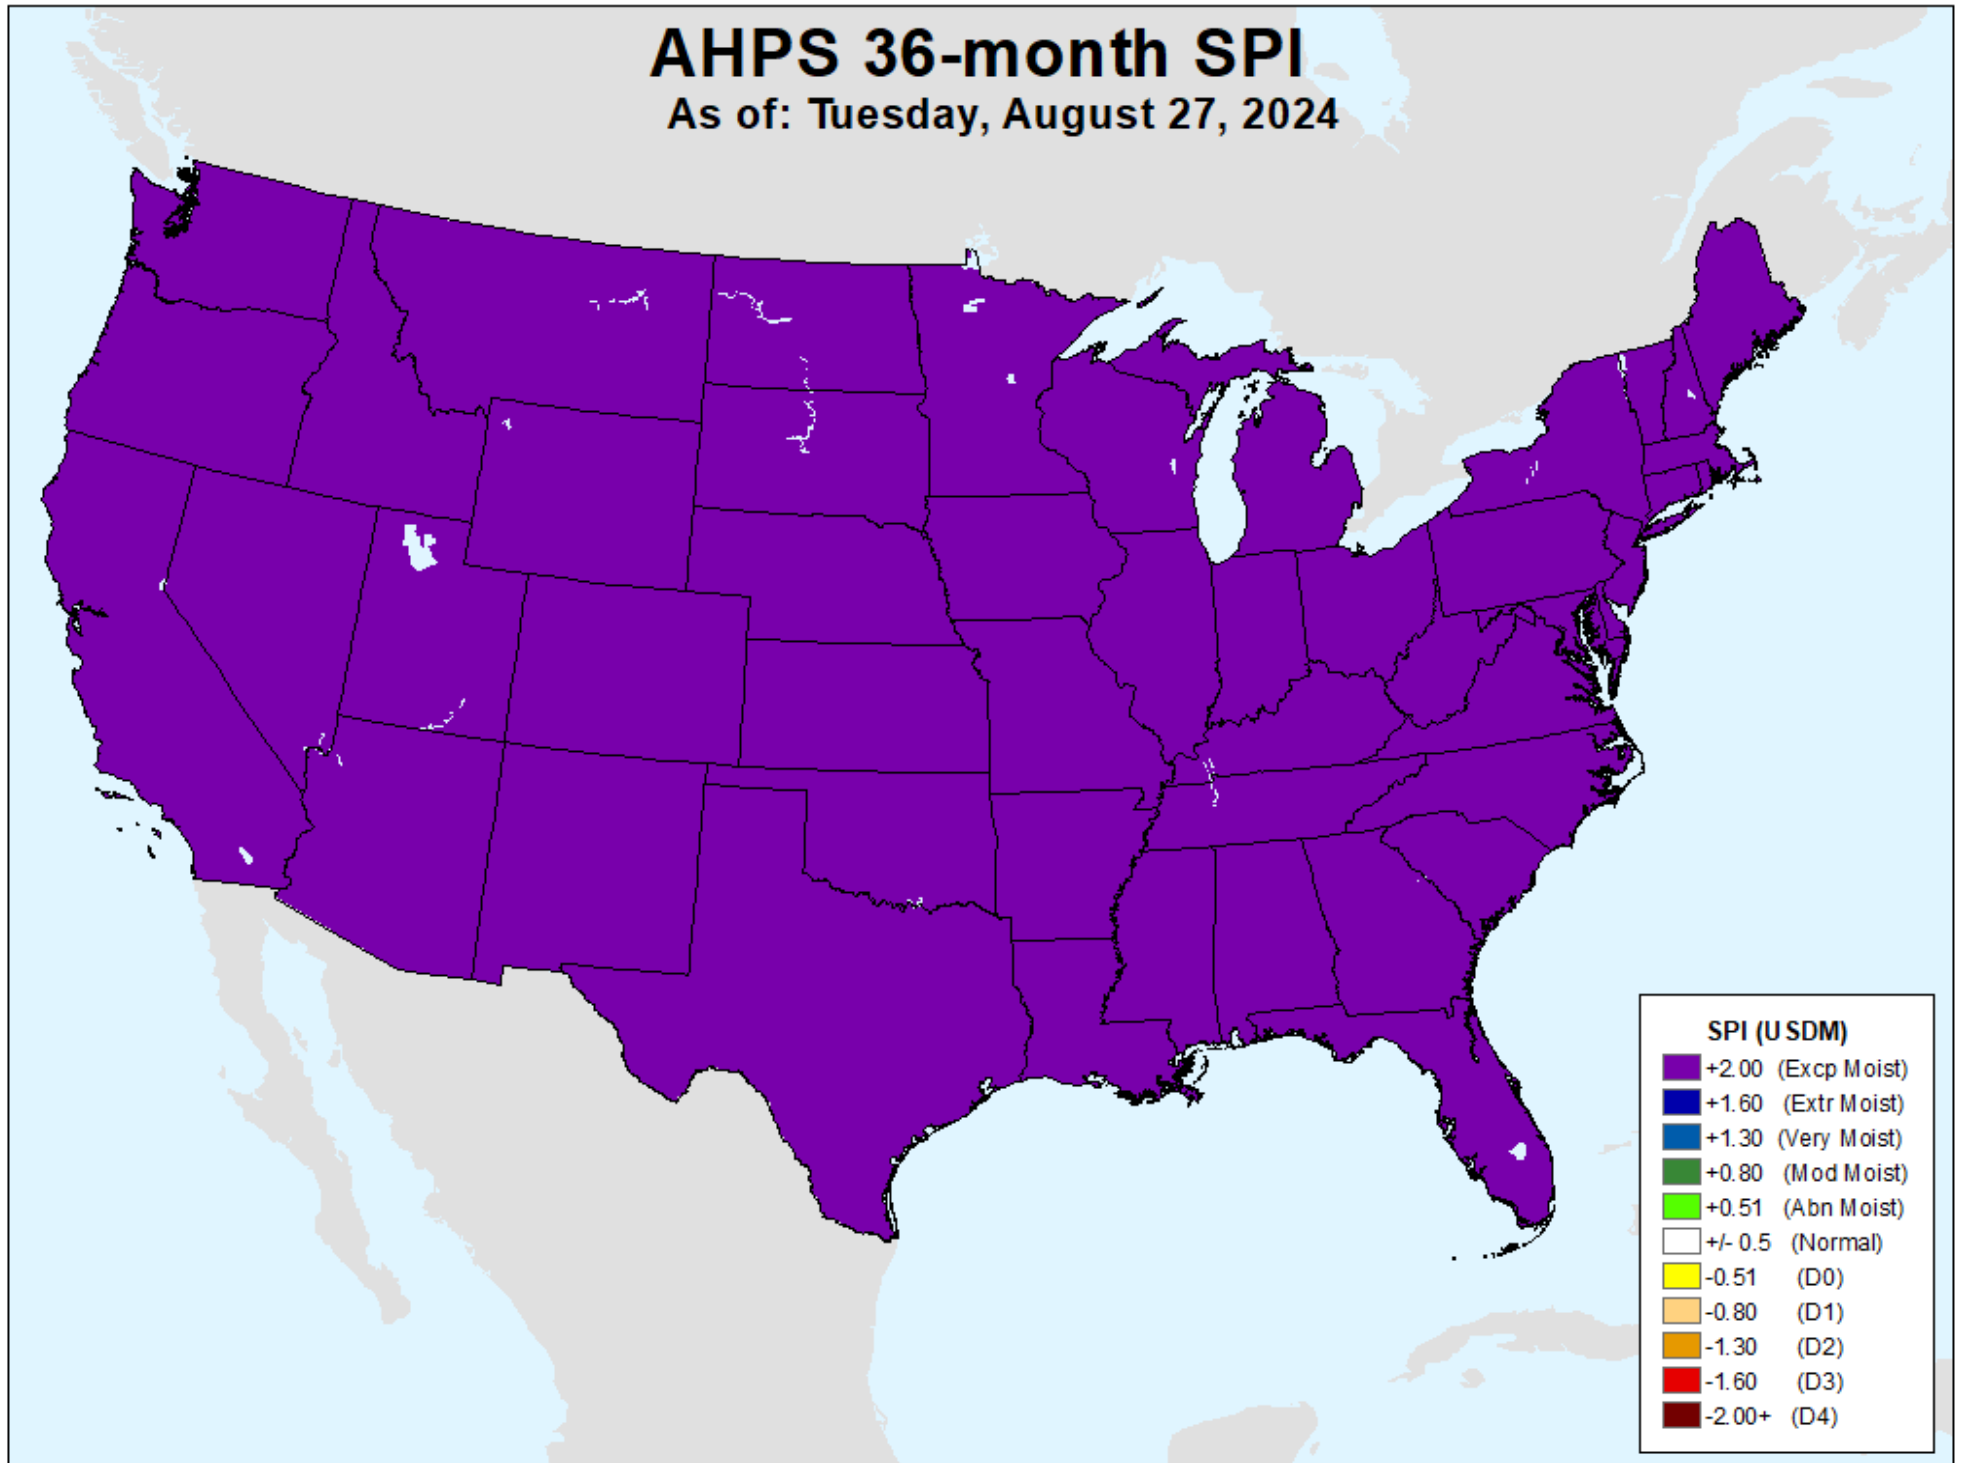 AHPS 36-month SPI
As of: Tuesday, August 27, 2024
SPI (USDM)
+2.00 (Excp Moist)
+1.60 (Extr Moist)
+1.30 (Very Moist)
+0.80 (Mod Moist)
+0.51 (Abn Moist)
+/- 0.5 (Normal)
-0.51 (D0)
-0.80 (D1)
-1.30 (D2)
-1.60 (D3)
-2.00+ (D4)